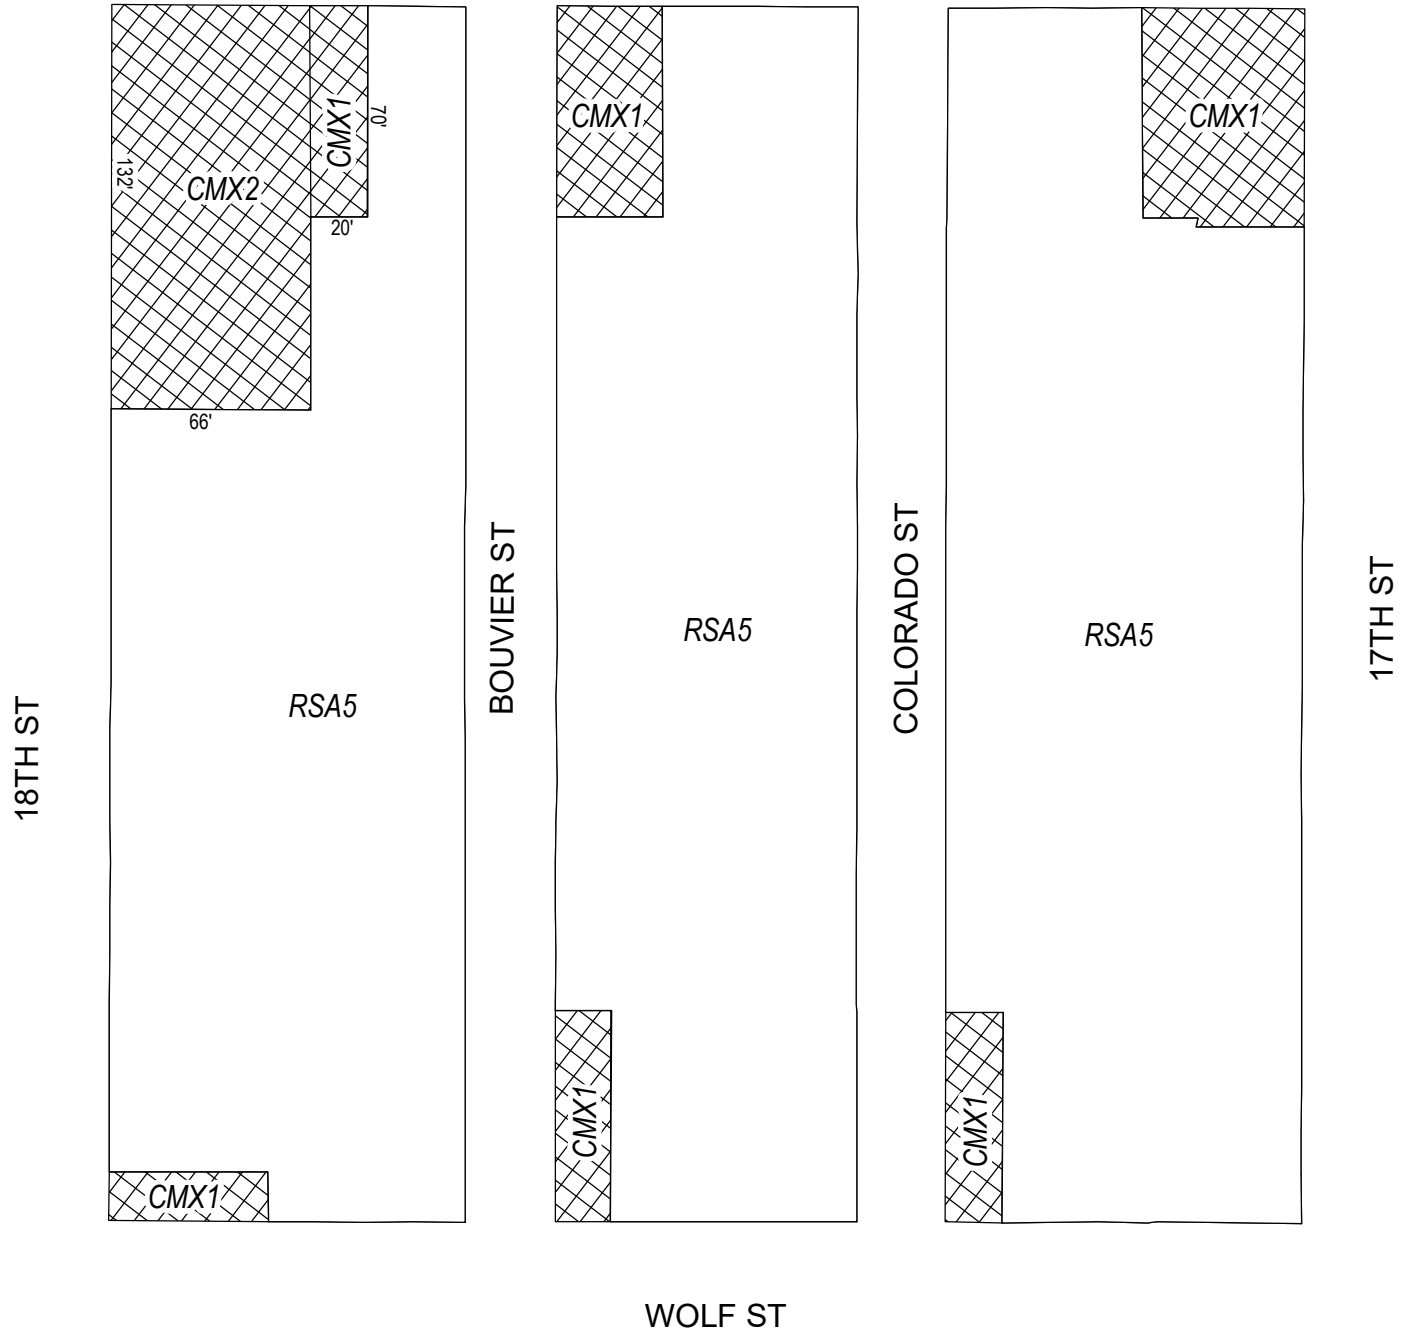 CMX1
70'
CMX1
CMX1
132'
CMX2
20'
66'
BOUVIER ST
COLORADO ST
17TH ST
RSA5
RSA5
RSA5
18TH ST
CMX1
CMX1
CMX1
WOLF ST